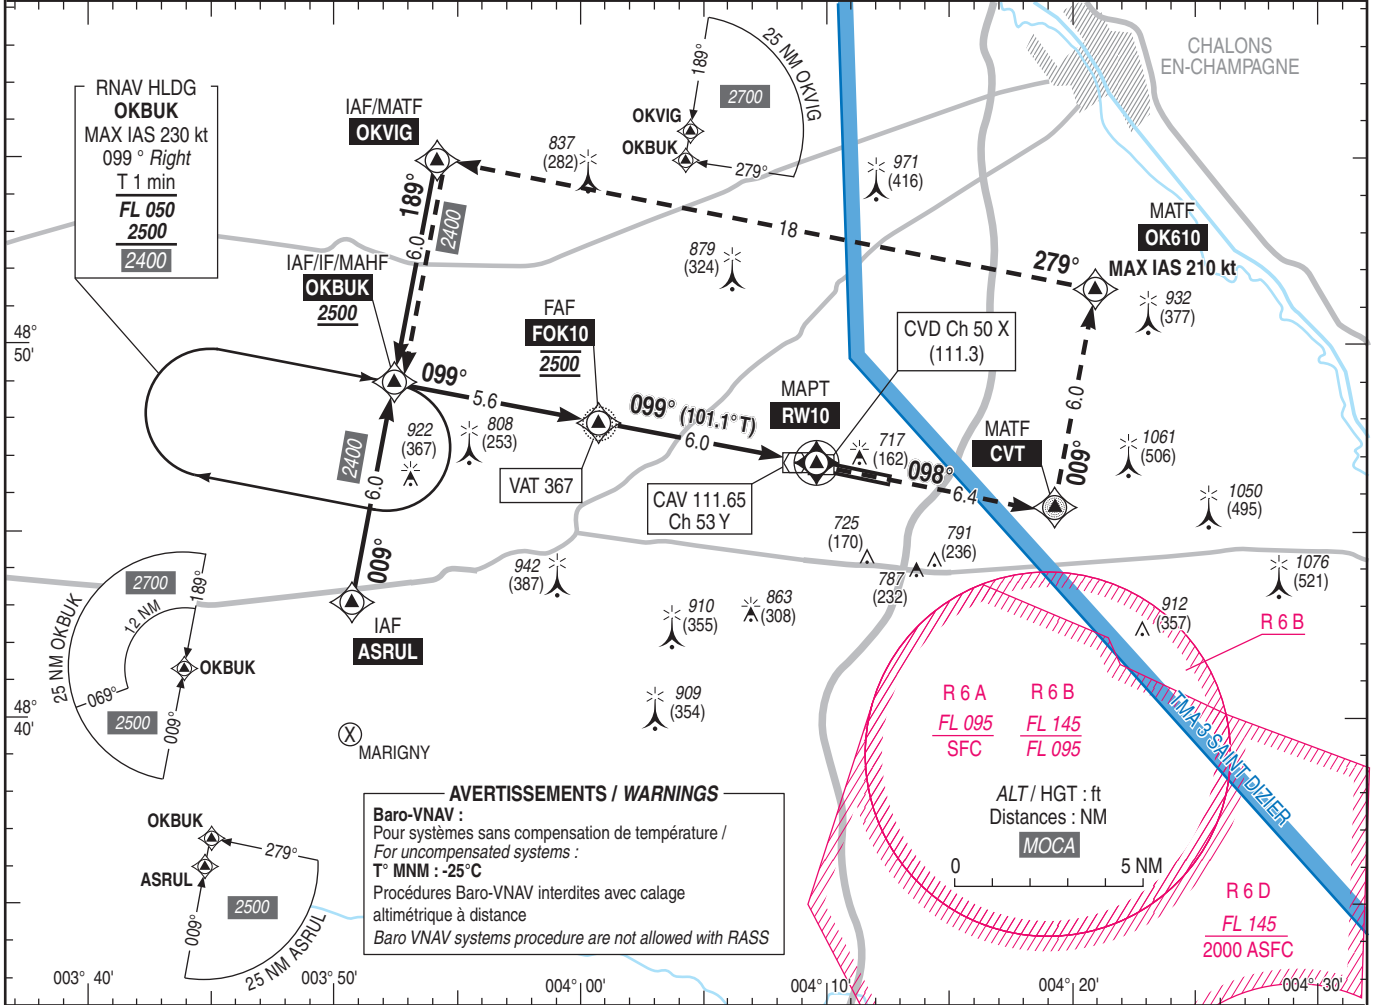 CHALONS
EN-CHAMPAGNE
RNAV HLDG
OKBUK
MAX IAS 230 kt
099 ° Right
T 1 min
FL 050
2500
2400
IAF/MATF
OKVIG
837
(282)
189°
25 NM OKVIG
2700
OKVIG
OKBUK
279°
971
(416)
MATF
OK610
MAX IAS 210 kt
279°
18
189°
6.0
2400
879
(324)
932
(377)
IAF/IF/MAHF
OKBUK
2500
FAF
FOK10
2500
CVD Ch 50 X
(111.3)
48°
50'
48°
50'
099°
5.6
099° (101.1°T)
6.0
MAPT
RW10
6.0
009°
MATF
CVT
922
(367)
808
(253)
717
(162)
098°
6.4
1061
(506)
2400
6.0
009°
VAT 367
CAV 111.65
Ch 53 Y
1050
(495)
725
(170)
791
(236)
787
(232)
1076
(521)
942
(387)
2700
189°
12 NM
25 NM OKBUK
OKBUK
069°
2500
009°
IAF
ASRUL
910
(355)
863
(308)
912
(357)
R 6 B
909
(354)
R 6 A
FL 095
SFC
R 6 B
FL 145
FL 095
48°
40'
MARIGNY
X
TMA 3 SAINT DIZIER
AVERTISSEMENTS / WARNINGS
Baro-VNAV :
Pour systèmes sans compensation de température /
For uncompensated systems :
T° MNM : -25°C
Procédures Baro-VNAV interdites avec calage
altimétrique à distance
Baro VNAV systems procedure are not allowed with RASS
ALT / HGT : ft
Distances : NM
MOCA
0
5 NM
OKBUK
279°
ASRUL
2500
009°
25 NM ASRUL
R 6 D
FL 145
2000 ASFC
003° 40'
003° 50'
004° 00'
004° 10'
004° 20'
004° 30'